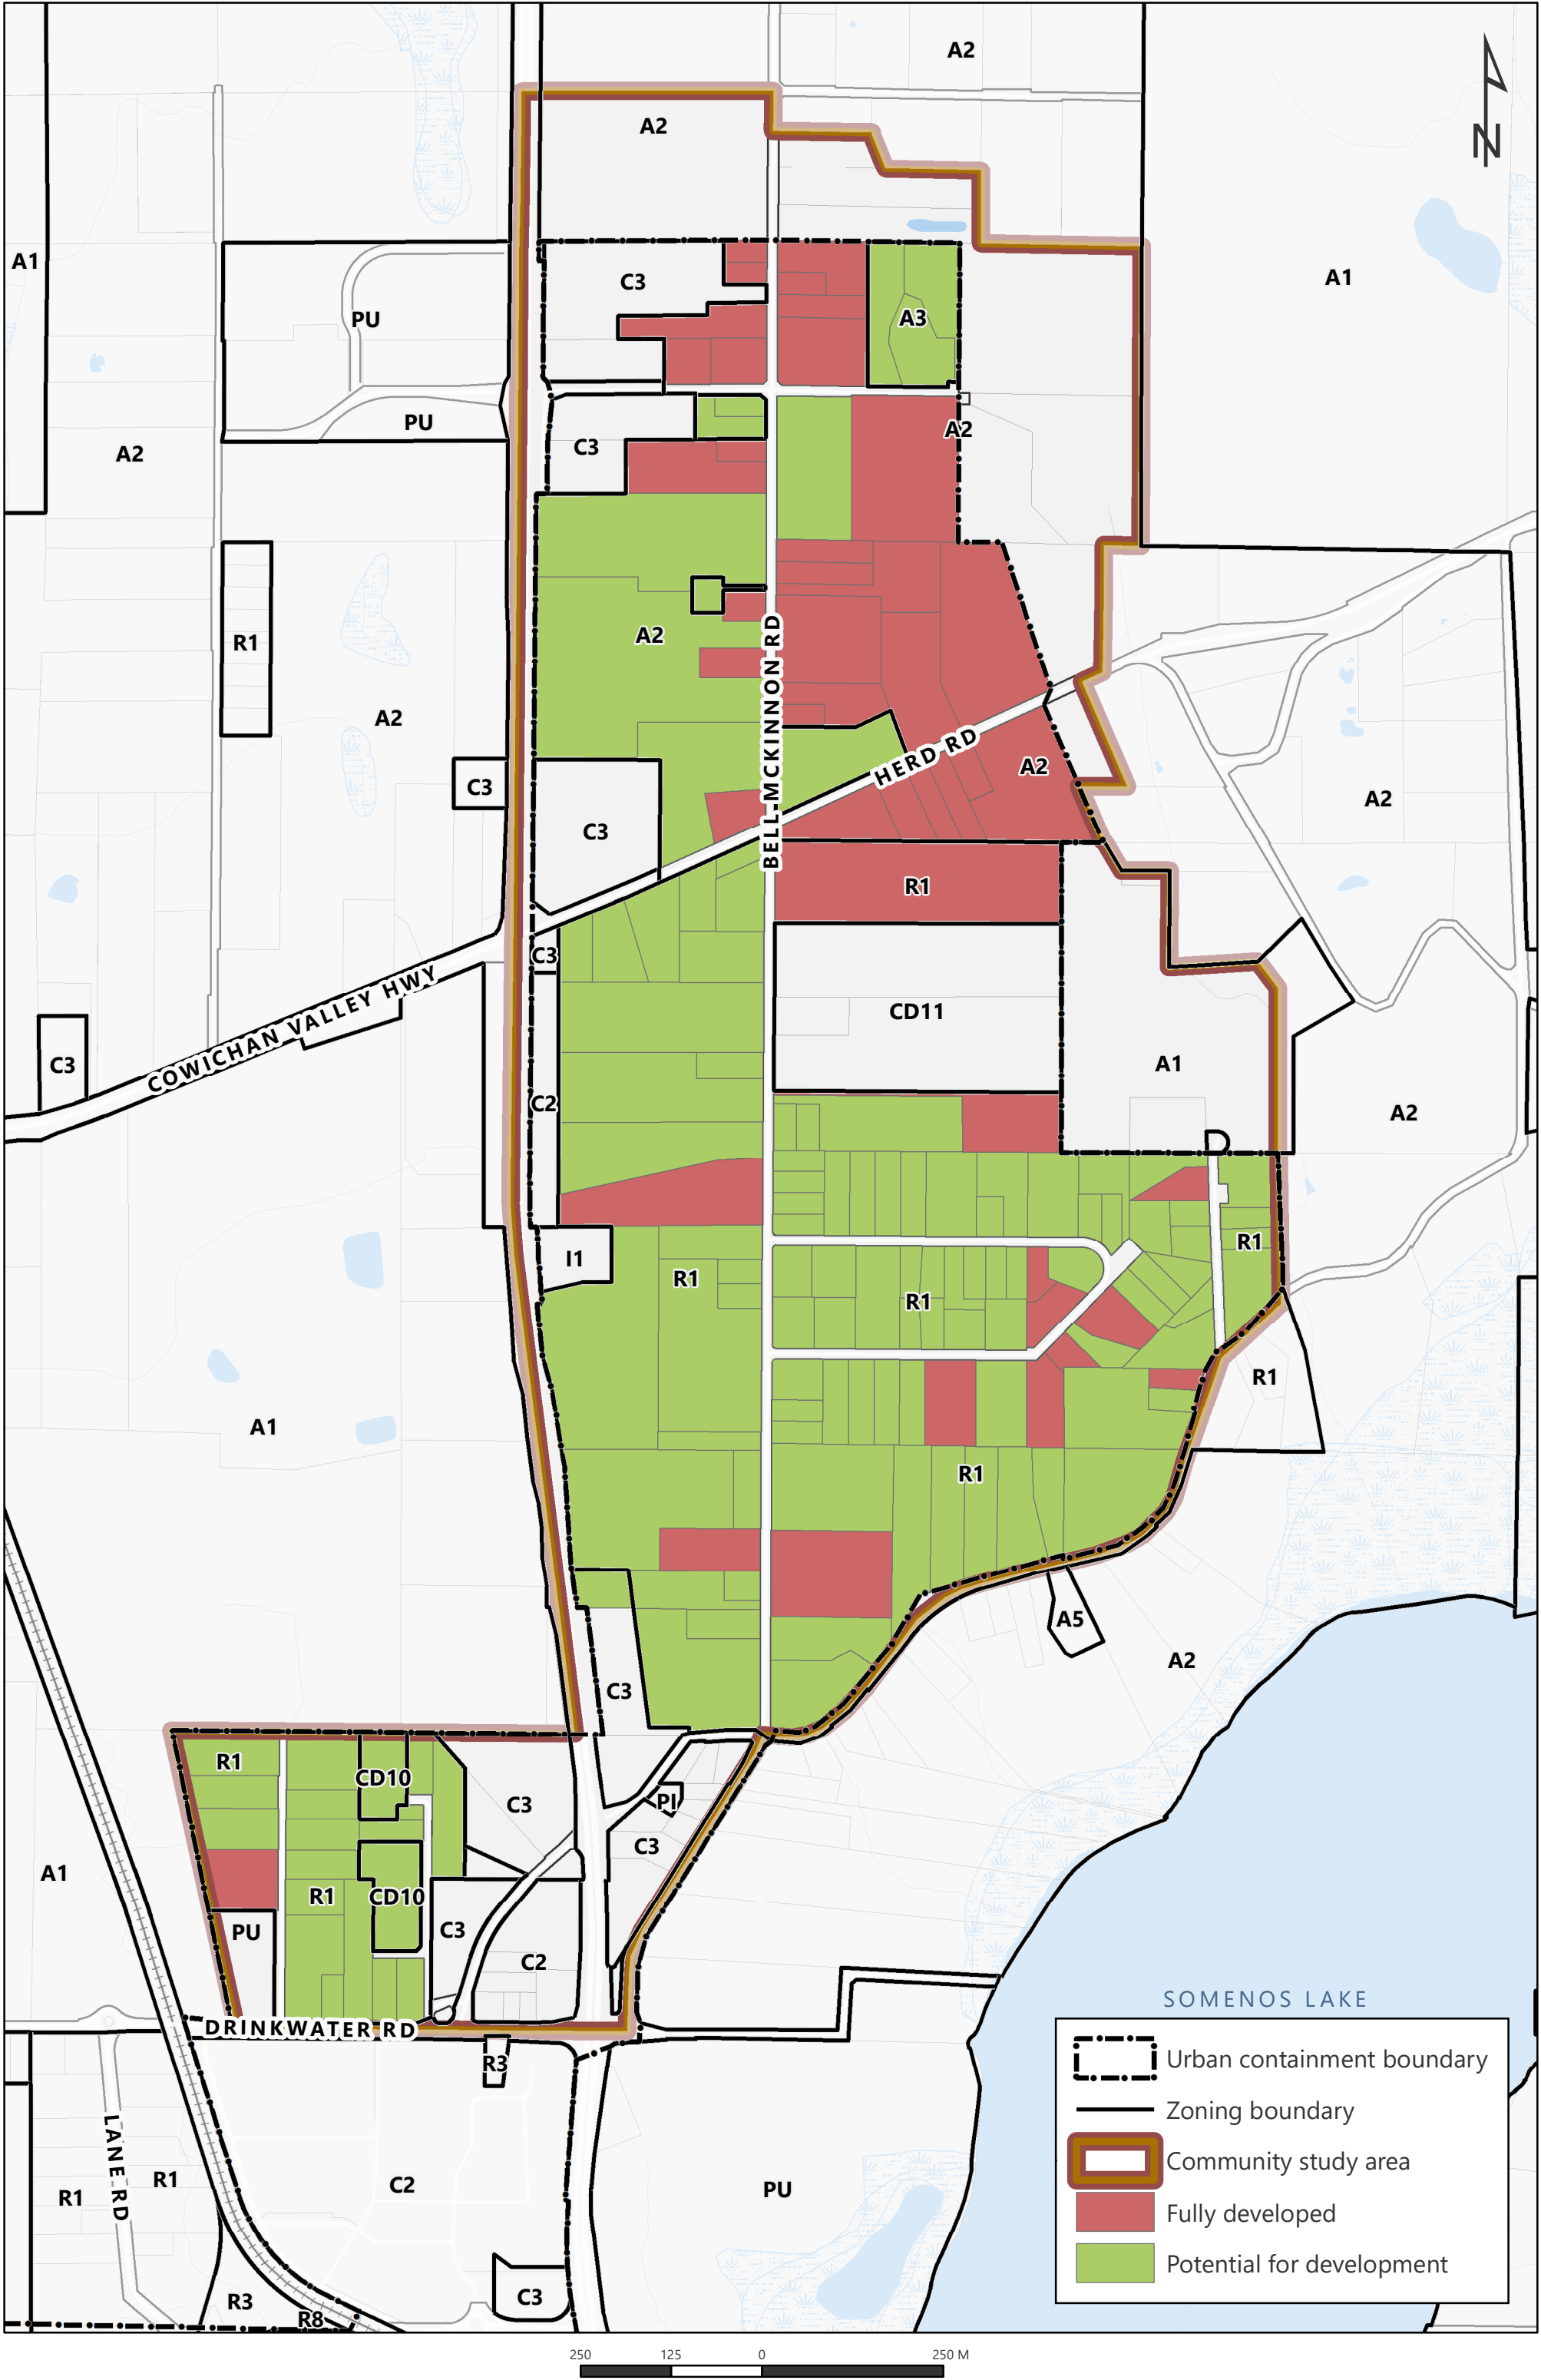 A2
N
A2
A1
A1
C3
PU
A3
PU
A2
C3
A2
R1
A2
BELL-MCKINNON RD
A2
HERD RD
A2
C3
A2
C3
R1
C3
COWICHAN VALLEY HWY
CD11
C3
A1
C2
A2
R1
I1
R1
R1
R1
A1
R1
A5
A2
C3
R1
CD10
PI
C3
C3
A1
R1
CD10
C3
PU
C2
SOMENOS LAKE
DRINKWATER RD
R3
Urban containment boundary
Zoning boundary
LANE RD
Community study area
R1
C2
PU
R1
Fully developed
Potential for development
R3
C3
R8
250 125 0 250 M